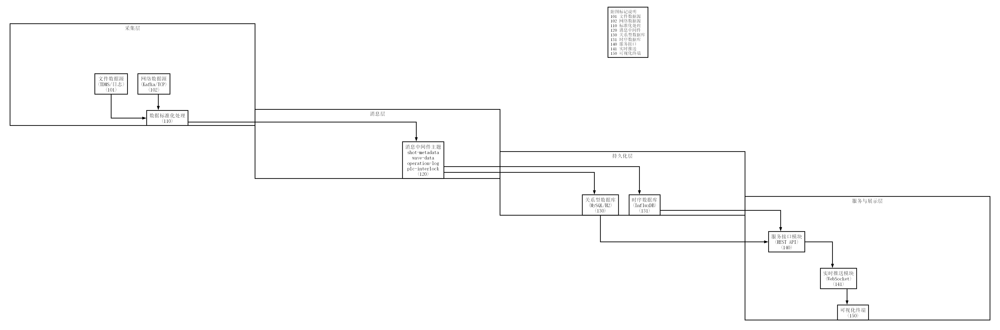 附图标记说明
101 文件数据源
102 网络数据源
110 标准化处理
120 消息中间件
130 关系型数据库
131 时序数据库
140 服务接口
141 实时推送
150 可视化终端
采集层
文件数据源
(TDMS/日志)
(101)
网络数据源
(Kafka/TCP)
(102)
数据标准化处理
(110)
消息层
消息中间件主题
shot-metadata
wave-data
operation-log
plc-interlock
(120)
持久化层
关系型数据库
(MySQL/H2)
(130)
时序数据库
(InfluxDB)
(131)
服务与展示层
服务接口模块
(REST API)
(140)
实时推送模块
(WebSocket)
(141)
可视化终端
(150)